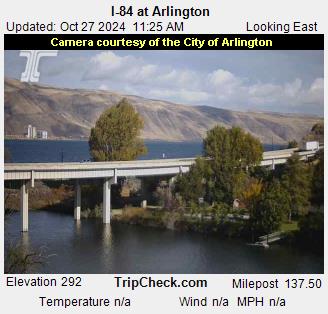 I-84 at Arlington
Updated: Oct 27 2024 11:25 AM Looking East
Camera courtesy of the City of Arlington
Elevation 292 TripCheck.com Milepost 137.50
Temperature n/a Wind n/a MPH n/a